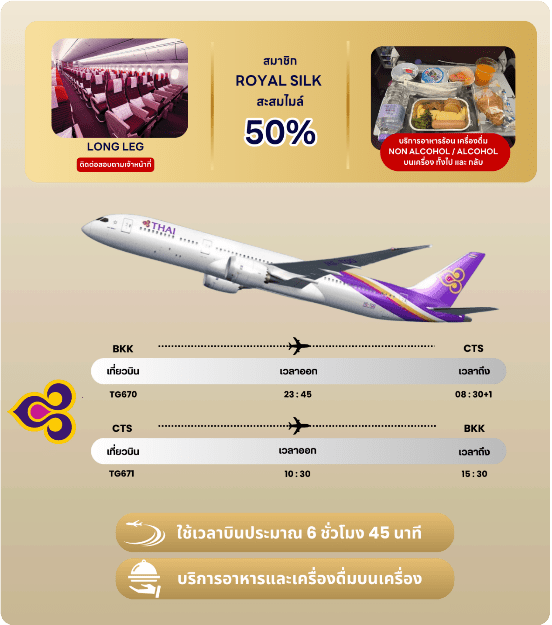 สมาชิก
ROYAL SILK
สะสมไมล์
50%
LONG LEG
ติดต่อสอบถามเจ้าหน้าที่
บริการอาหารร้อน เครื่องดื่ม
NON ALCOHOL / ALCOHOL
บนเครื่อง ทั้งไป และ กลับ
THAI
BKK CTS
เที่ยวบิน เวลาออก เวลาถึง
TG670 23 : 45 08 : 30+1
CTS BKK
เที่ยวบิน เวลาออก เวลาถึง
TG671 10 : 30 15 : 30
ใช้เวลาบินประมาณ 6 ชั่วโมง 45 นาที
บริการอาหารและเครื่องดื่มบนเครื่อง